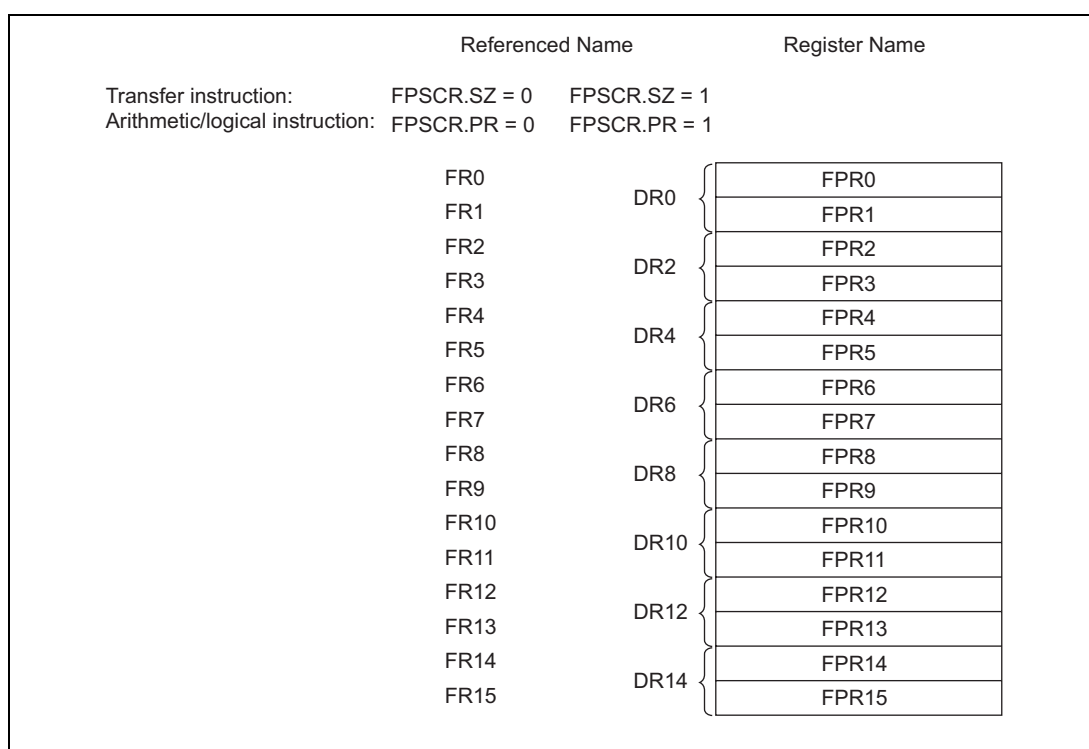 Referenced Name Register Name
Transfer instruction: FPSCR.SZ = 0 FPSCR.SZ = 1
Arithmetic/logical instruction: FPSCR.PR = 0 FPSCR.PR = 1
FR0 FPR0
DR0
FR1 FPR1
FR2 FPR2
DR2
FR3 FPR3
FR4 FPR4
DR4
FR5 FPR5
FR6 FPR6
DR6
FR7 FPR7
FR8 FPR8
DR8
FR9 FPR9
FR10 FPR10
DR10
FR11 FPR11
FR12 FPR12
DR12
FR13 FPR13
FR14 FPR14
DR14
FR15 FPR15